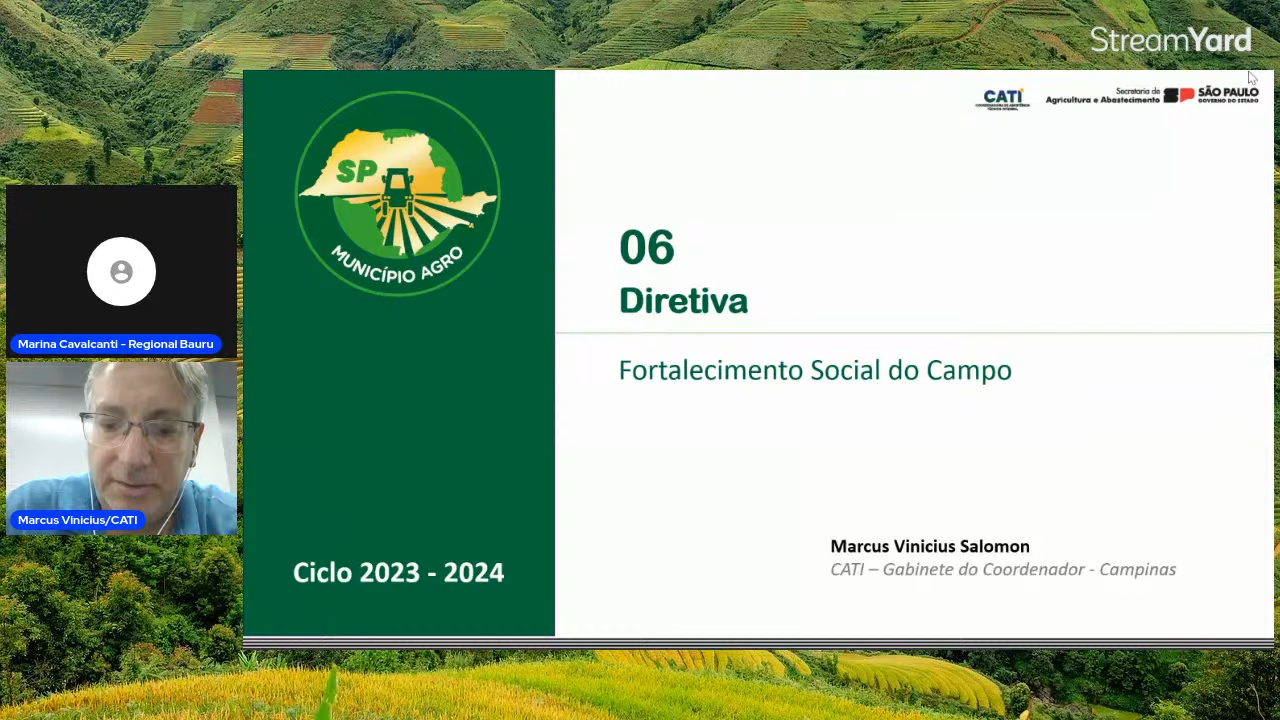 StreamYard
CATI
Secretaria de
Agricultura e Abastecimento
SÃO PAULO
GOVERNO DO ESTADO
SP
MUNICÍPIO AGRO
06
Diretiva
Fortalecimento Social do Campo
Marina Cavalcanti - Regional Bauru
Marcus Vinicius/CATI
Ciclo 2023 - 2024
Marcus Vinicius Salomon
CATI – Gabinete do Coordenador - Campinas